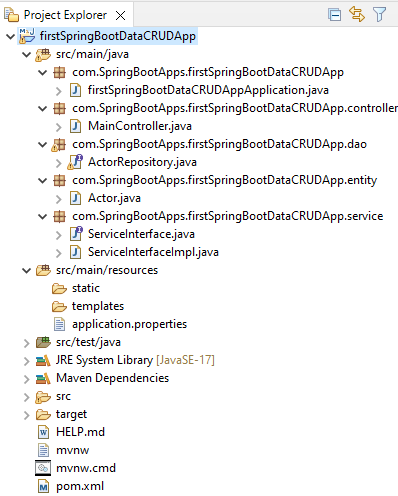 Project Explorer
firstSpringBootDataCRUDApp
src/main/java
com.SpringBootApps.firstSpringBootDataCRUDApp
firstSpringBootDataCRUDAppApplication.java
com.SpringBootApps.firstSpringBootDataCRUDApp.controller
MainController.java
com.SpringBootApps.firstSpringBootDataCRUDApp.dao
ActorRepository.java
com.SpringBootApps.firstSpringBootDataCRUDApp.entity
Actor.java
com.SpringBootApps.firstSpringBootDataCRUDApp.service
ServiceInterface.java
ServiceInterfaceImpl.java
src/main/resources
static
templates
application.properties
src/test/java
JRE System Library [JavaSE-17]
Maven Dependencies
src
target
HELP.md
mvnw
mvnw.cmd
pom.xml